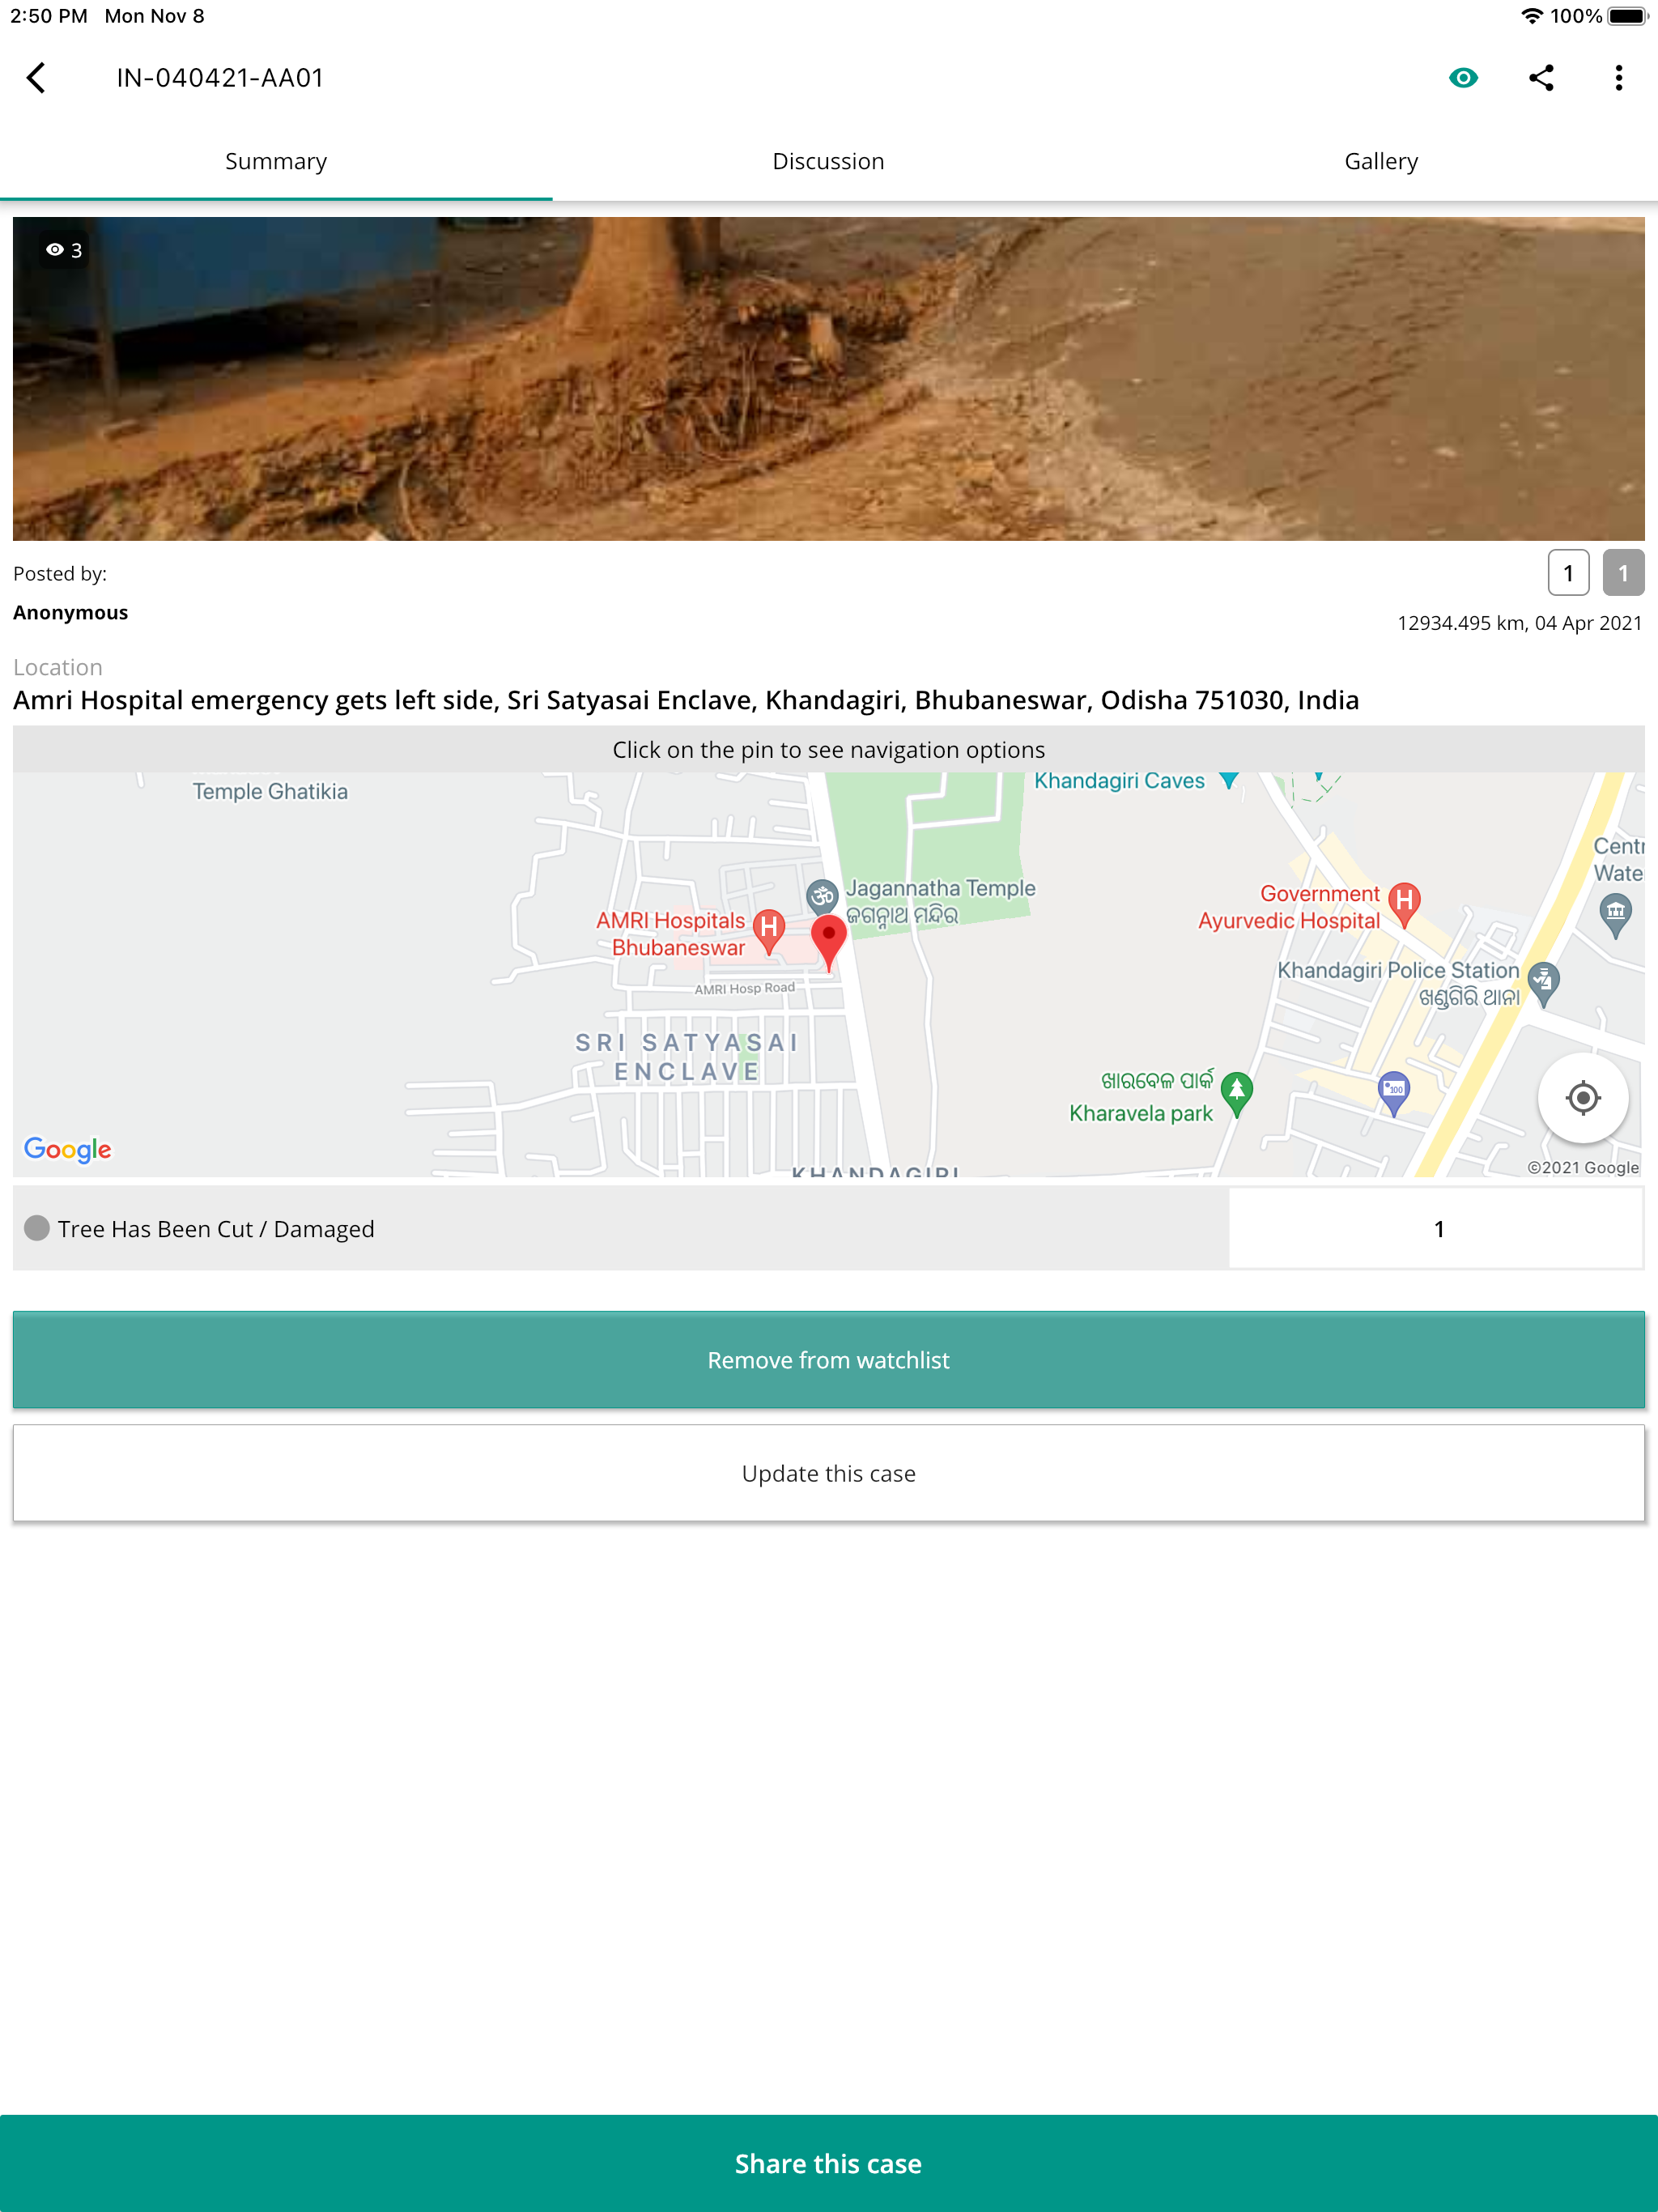 2:50 PM Mon Nov 8
100%
IN-040421-AA01
Summary
Discussion
Gallery
3
Posted by:
1
1
Anonymous
12934.495 km, 04 Apr 2021
Location
Amri Hospital emergency gets left side, Sri Satyasai Enclave, Khandagiri, Bhubaneswar, Odisha 751030, India
Click on the pin to see navigation options
Temple Ghatikia
Khandagiri Caves
Centr
Wate
Jagannatha Temple
ଜଗନ୍ନାଥ ମନ୍ଦିର
AMRI Hospitals
Bhubaneswar
Government
Ayurvedic Hospital
Khandagiri Police Station
ଖଣ୍ଡଗିରି ଥାନା
AMRI Hosp Road
SRI SATYASAI
ENCLAVE
ଖାରବେଳ ପାର୍କ
Kharavela park
100
Google
KHANDAGIRI
©2021 Google
Tree Has Been Cut / Damaged
1
Remove from watchlist
Update this case
Share this case